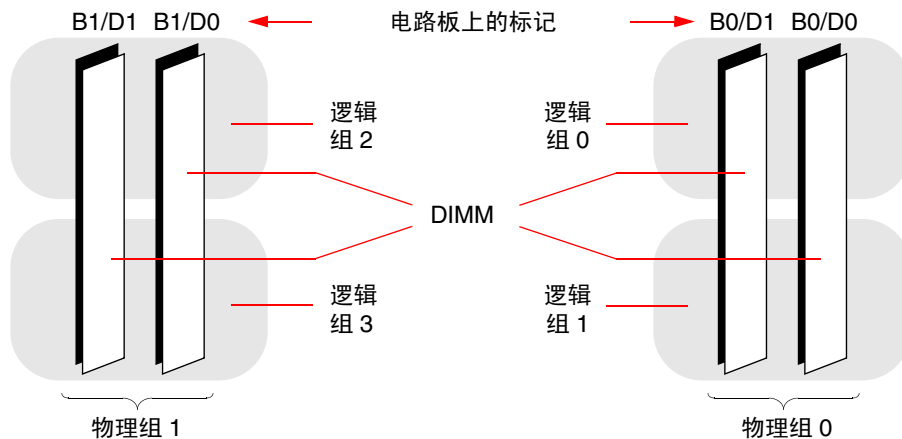 B1/D1 B1/D0 电路板上的标记 B0/D1 B0/D0
逻辑
组 2
逻辑
组 0
DIMM
逻辑
组 3
逻辑
组 1
物理组 1
物理组 0